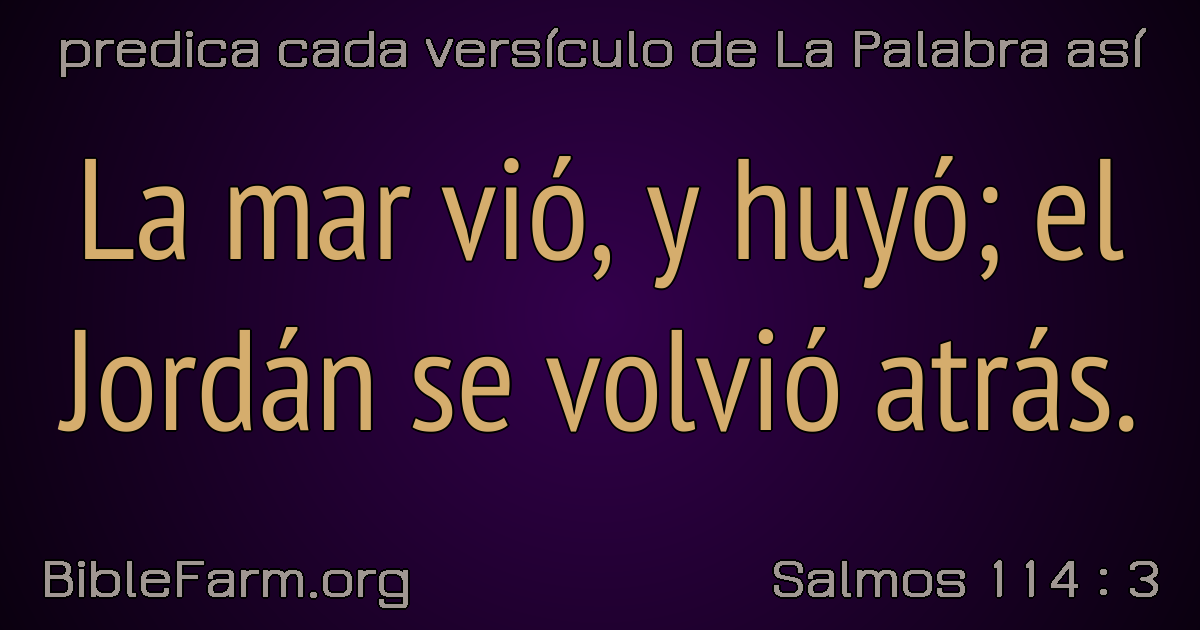 predica cada versículo de La Palabra así
La mar vió, y huyó; el
Jordán se volvió atrás.
BibleFarm.org
Salmos 114 : 3